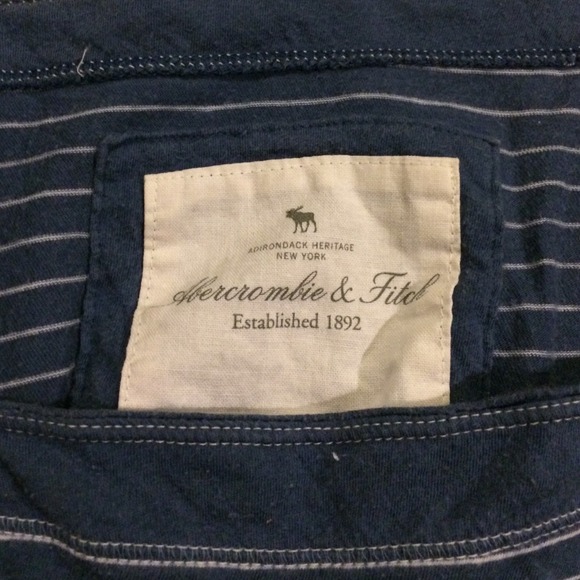 ADIRONDACK HERITAGE
NEW YORK
Abercrombie & Fitch
Established 1892